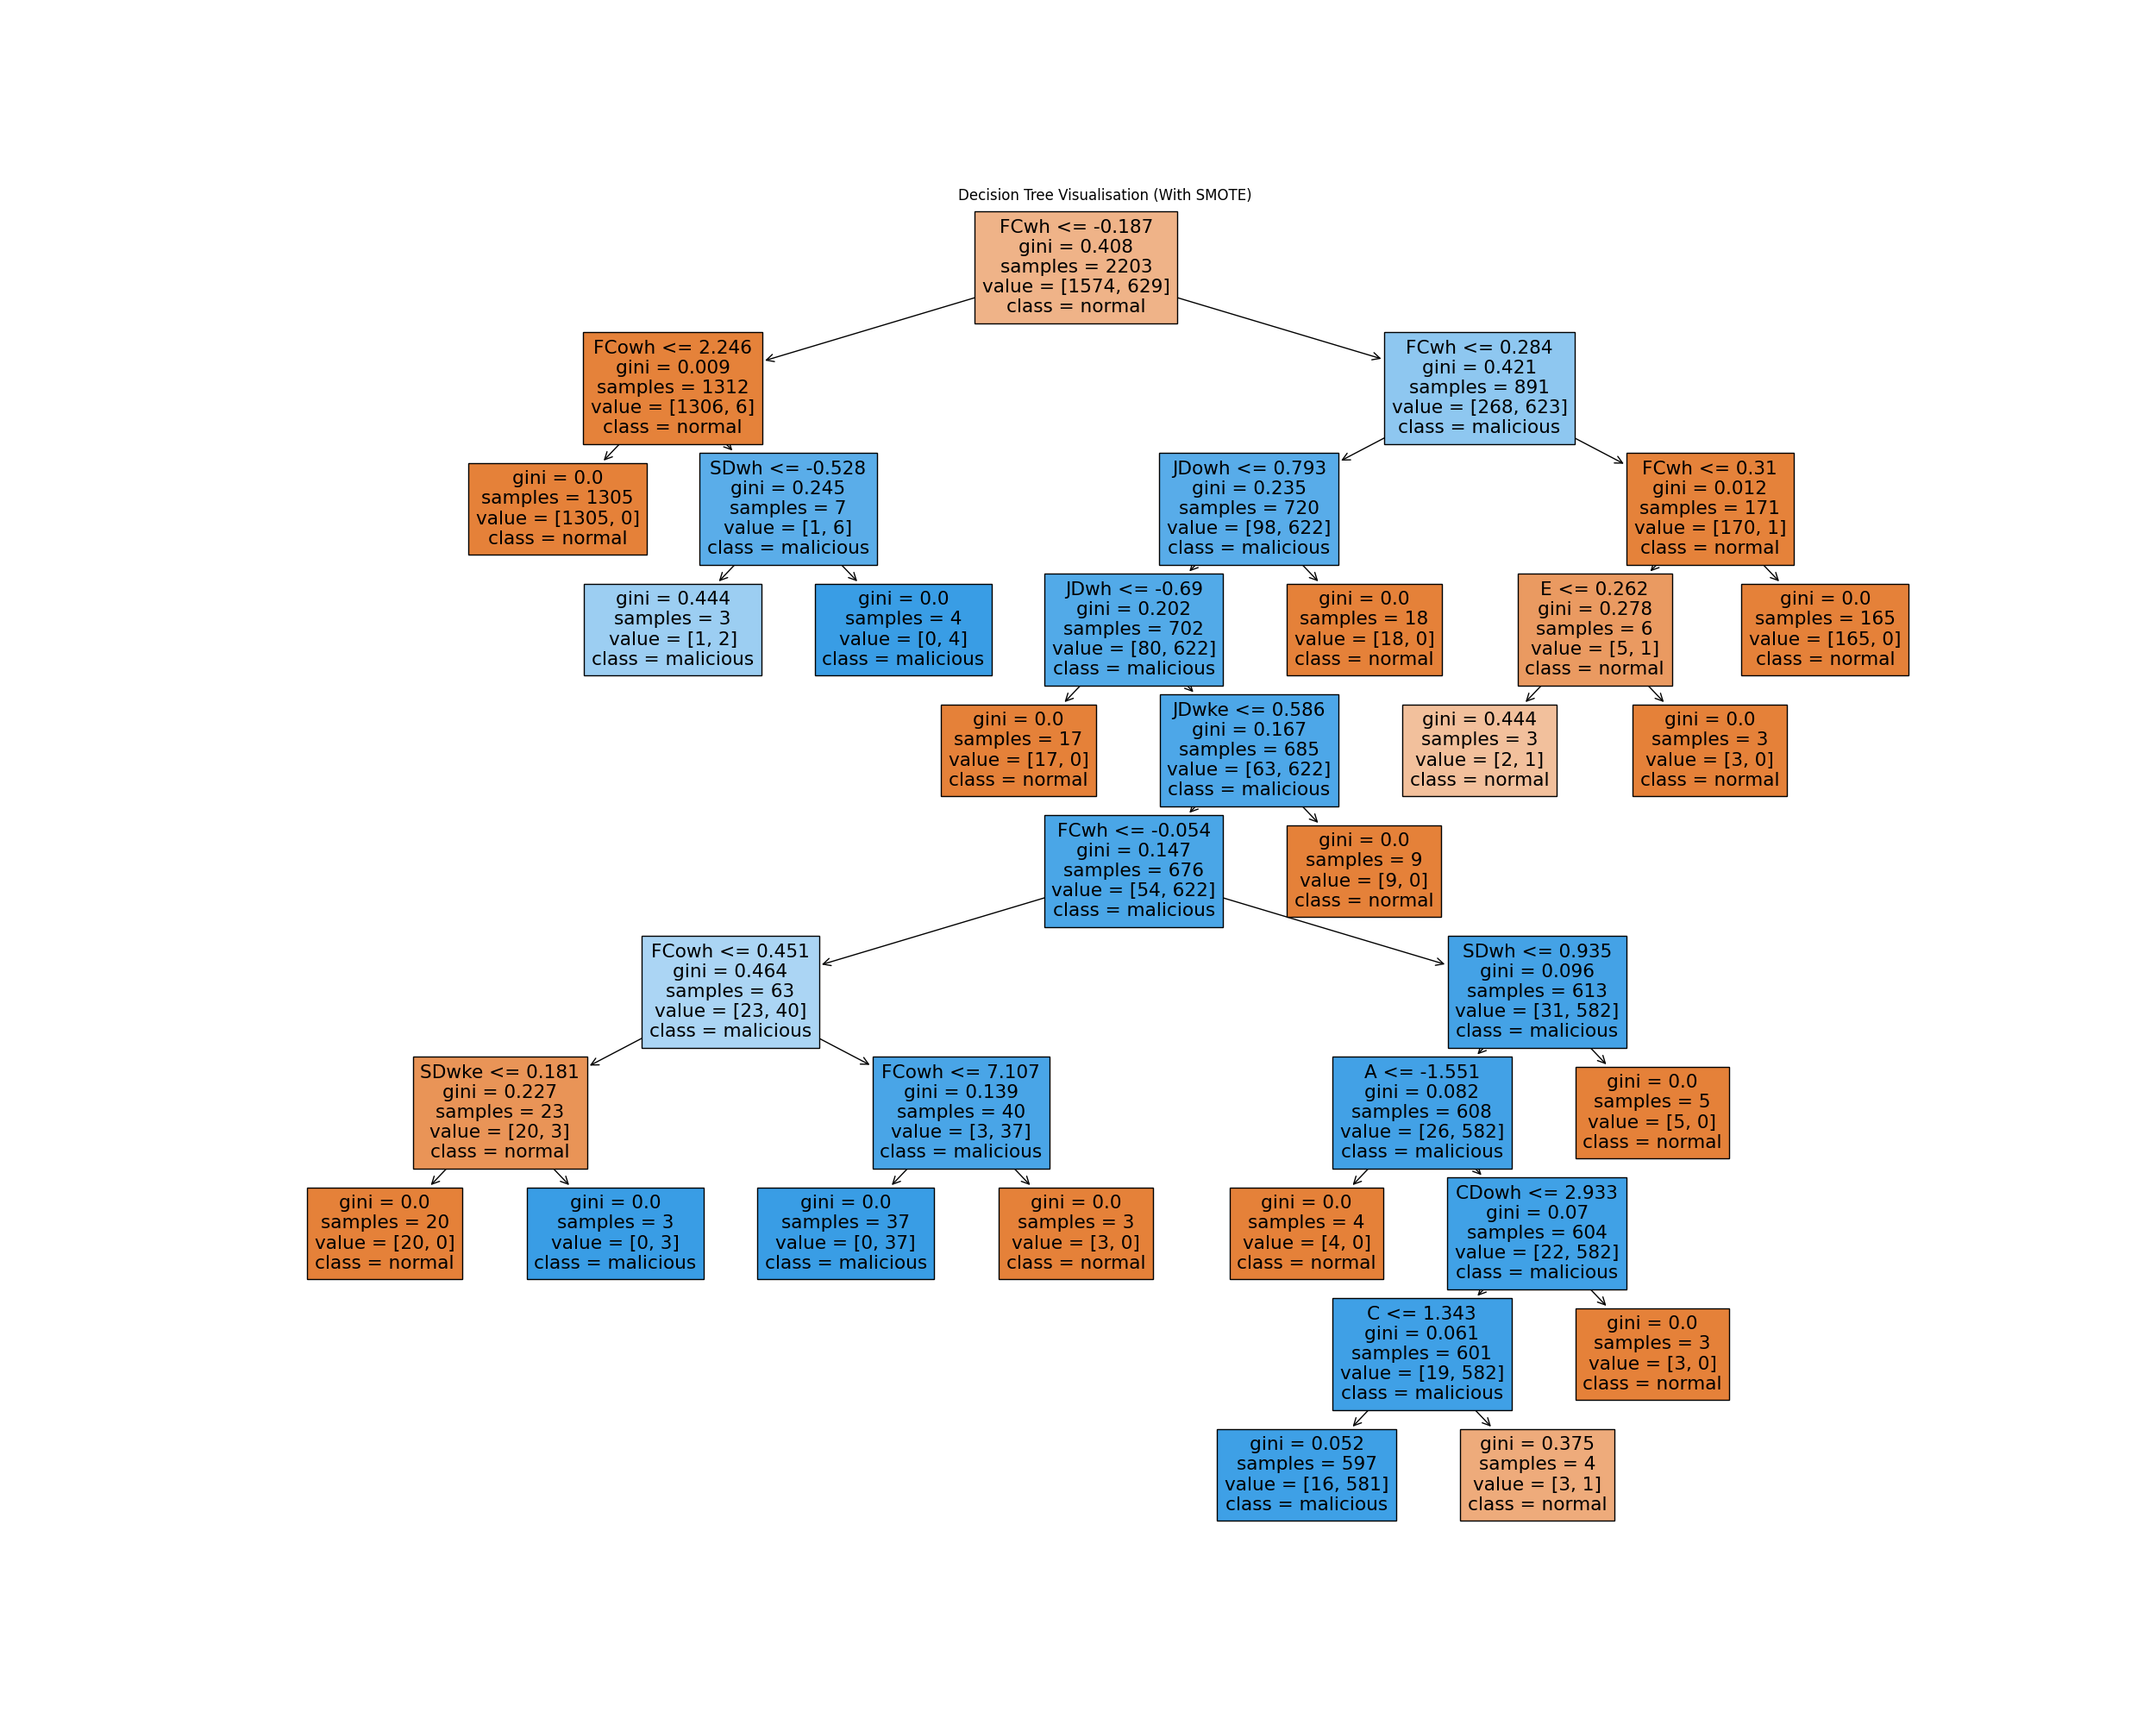 Decision Tree Visualisation (With SMOTE)
FCwh <= -0.187
gini = 0.408
samples = 2203
value = [1574, 629]
class = normal
FCowh <= 2.246
gini = 0.009
samples = 1312
value = [1306, 6]
class = normal
FCwh <= 0.284
gini = 0.421
samples = 891
value = [268, 623]
class = malicious
gini = 0.0
samples = 1305
value = [1305, 0]
class = normal
SDwh <= -0.528
gini = 0.245
samples = 7
value = [1, 6]
class = malicious
JDowh <= 0.793
gini = 0.235
samples = 720
value = [98, 622]
class = malicious
FCwh <= 0.31
gini = 0.012
samples = 171
value = [170, 1]
class = normal
gini = 0.444
samples = 3
value = [1, 2]
class = malicious
gini = 0.0
samples = 4
value = [0, 4]
class = malicious
JDwh <= -0.69
gini = 0.202
samples = 702
value = [80, 622]
class = malicious
gini = 0.0
samples = 18
value = [18, 0]
class = normal
E <= 0.262
gini = 0.278
samples = 6
value = [5, 1]
class = normal
gini = 0.0
samples = 165
value = [165, 0]
class = normal
gini = 0.0
samples = 17
value = [17, 0]
class = normal
JDwke <= 0.586
gini = 0.167
samples = 685
value = [63, 622]
class = malicious
gini = 0.444
samples = 3
value = [2, 1]
class = normal
gini = 0.0
samples = 3
value = [3, 0]
class = normal
FCwh <= -0.054
gini = 0.147
samples = 676
value = [54, 622]
class = malicious
gini = 0.0
samples = 9
value = [9, 0]
class = normal
FCowh <= 0.451
gini = 0.464
samples = 63
value = [23, 40]
class = malicious
SDwh <= 0.935
gini = 0.096
samples = 613
value = [31, 582]
class = malicious
SDwke <= 0.181
gini = 0.227
samples = 23
value = [20, 3]
class = normal
FCowh <= 7.107
gini = 0.139
samples = 40
value = [3, 37]
class = malicious
A <= -1.551
gini = 0.082
samples = 608
value = [26, 582]
class = malicious
gini = 0.0
samples = 5
value = [5, 0]
class = normal
gini = 0.0
samples = 20
value = [20, 0]
class = normal
gini = 0.0
samples = 3
value = [0, 3]
class = malicious
gini = 0.0
samples = 37
value = [0, 37]
class = malicious
gini = 0.0
samples = 3
value = [3, 0]
class = normal
gini = 0.0
samples = 4
value = [4, 0]
class = normal
CDowh <= 2.933
gini = 0.07
samples = 604
value = [22, 582]
class = malicious
C <= 1.343
gini = 0.061
samples = 601
value = [19, 582]
class = malicious
gini = 0.0
samples = 3
value = [3, 0]
class = normal
gini = 0.052
samples = 597
value = [16, 581]
class = malicious
gini = 0.375
samples = 4
value = [3, 1]
class = normal